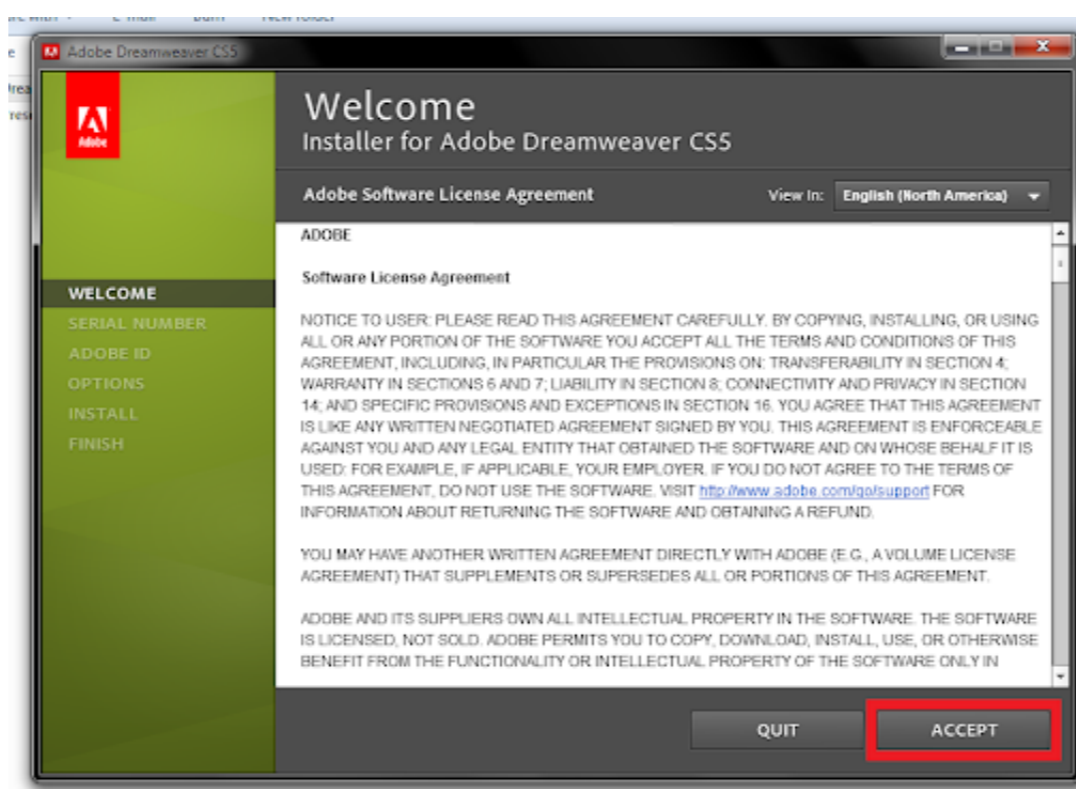 Adobe Dreamweaver CS5
Adobe
Welcome
Installer for Adobe Dreamweaver CS5
Adobe Software License Agreement
View In: English (North America)
WELCOME
SERIAL NUMBER
ADOBE ID
OPTIONS
INSTALL
FINISH
ADOBE
Software License Agreement
NOTICE TO USER: PLEASE READ THIS AGREEMENT CAREFULLY. BY COPYING, INSTALLING, OR USING
ALL OR ANY PORTION OF THE SOFTWARE YOU ACCEPT ALL THE TERMS AND CONDITIONS OF THIS
AGREEMENT, INCLUDING, IN PARTICULAR THE PROVISIONS ON: TRANSFERABILITY IN SECTION 4;
WARRANTY IN SECTIONS 6 AND 7; LIABILITY IN SECTION 8; CONNECTIVITY AND PRIVACY IN SECTION
14; AND SPECIFIC PROVISIONS AND EXCEPTIONS IN SECTION 16. YOU AGREE THAT THIS AGREEMENT
IS LIKE ANY WRITTEN NEGOTIATED AGREEMENT SIGNED BY YOU. THIS AGREEMENT IS ENFORCEABLE
AGAINST YOU AND ANY LEGAL ENTITY THAT OBTAINED THE SOFTWARE AND ON WHOSE BEHALF IT IS
USED: FOR EXAMPLE, IF APPLICABLE, YOUR EMPLOYER. IF YOU DO NOT AGREE TO THE TERMS OF
THIS AGREEMENT, DO NOT USE THE SOFTWARE. VISIT http://www.adobe.com/go/support FOR
INFORMATION ABOUT RETURNING THE SOFTWARE AND OBTAINING A REFUND.
YOU MAY HAVE ANOTHER WRITTEN AGREEMENT DIRECTLY WITH ADOBE (E.G., A VOLUME LICENSE
AGREEMENT) THAT SUPPLEMENTS OR SUPERSEDES ALL OR PORTIONS OF THIS AGREEMENT.
ADOBE AND ITS SUPPLIERS OWN ALL INTELLECTUAL PROPERTY IN THE SOFTWARE. THE SOFTWARE
IS LICENSED, NOT SOLD. ADOBE PERMITS YOU TO COPY, DOWNLOAD, INSTALL, USE, OR OTHERWISE
BENEFIT FROM THE FUNCTIONALITY OR INTELLECTUAL PROPERTY OF THE SOFTWARE ONLY IN
QUIT
ACCEPT